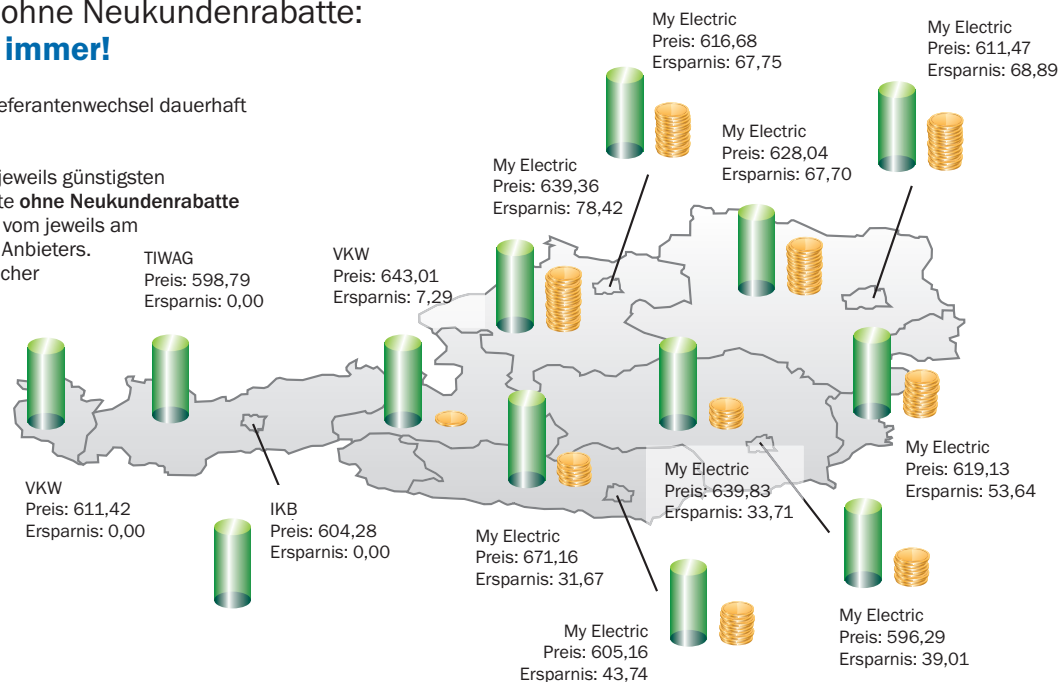 ohne Neukundenrabatte:
immer!
eferantenwechsel dauerhaft
jeweils günstigsten
te ohne Neukundenrabatte
vom jeweils am
Anbieters.
cher
My Electric
Preis: 616,68
Ersparnis: 67,75
My Electric
Preis: 611,47
Ersparnis: 68,89
My Electric
Preis: 628,04
Ersparnis: 67,70
My Electric
Preis: 639,36
Ersparnis: 78,42
TIWAG
Preis: 598,79
Ersparnis: 0,00
VKW
Preis: 643,01
Ersparnis: 7,29
VKW
Preis: 611,42
Ersparnis: 0,00
IKB
Preis: 604,28
Ersparnis: 0,00
My Electric
Preis: 671,16
Ersparnis: 31,67
My Electric
Preis: 639,83
Ersparnis: 33,71
My Electric
Preis: 619,13
Ersparnis: 53,64
My Electric
Preis: 605,16
Ersparnis: 43,74
My Electric
Preis: 596,29
Ersparnis: 39,01